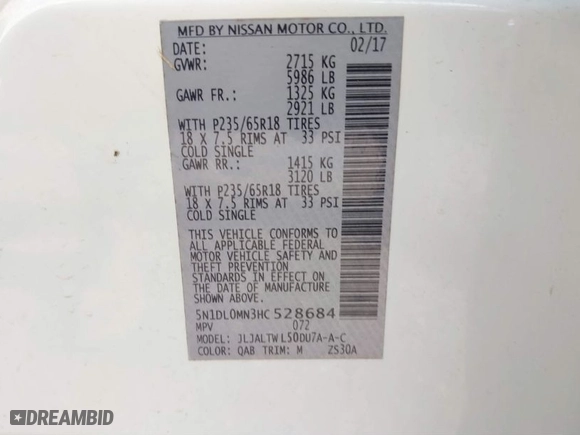 MFD BY NISSAN MOTOR CO., LTD.
DATE: 02/17
GVWR: 2715 KG
5986 LB
GAWR FR.: 1325 KG
2921 LB
WITH P235/65R18 TIRES
18 X 7.5 RIMS AT 33 PSI
COLD SINGLE
GAWR RR.: 1415 KG
3120 LB
WITH P235/65R18 TIRES
18 X 7.5 RIMS AT 33 PSI
COLD SINGLE
THIS VEHICLE CONFORMS TO
ALL APPLICABLE FEDERAL
MOTOR VEHICLE SAFETY AND
THEFT PREVENTION
STANDARDS IN EFFECT ON
THE DATE OF MANUFACTURE
SHOWN ABOVE.
5N1DL0MN3HC528684
MPV 072
MODEL: JLJALTWL50DU7A-A-C
COLOR: QAB TRIM: M ZS30A
DREAMBID